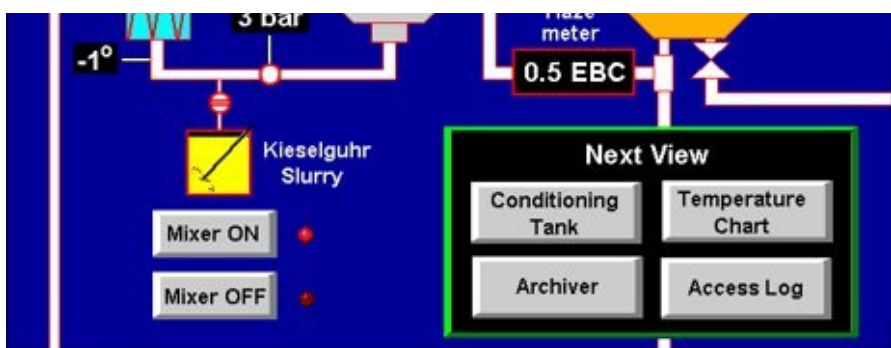 3 bar
-1°
Haze
meter
0.5 EBC
Kieselguhr
Slurry
Mixer ON
Mixer OFF
Next View
Conditioning
Tank
Temperature
Chart
Archiver
Access Log